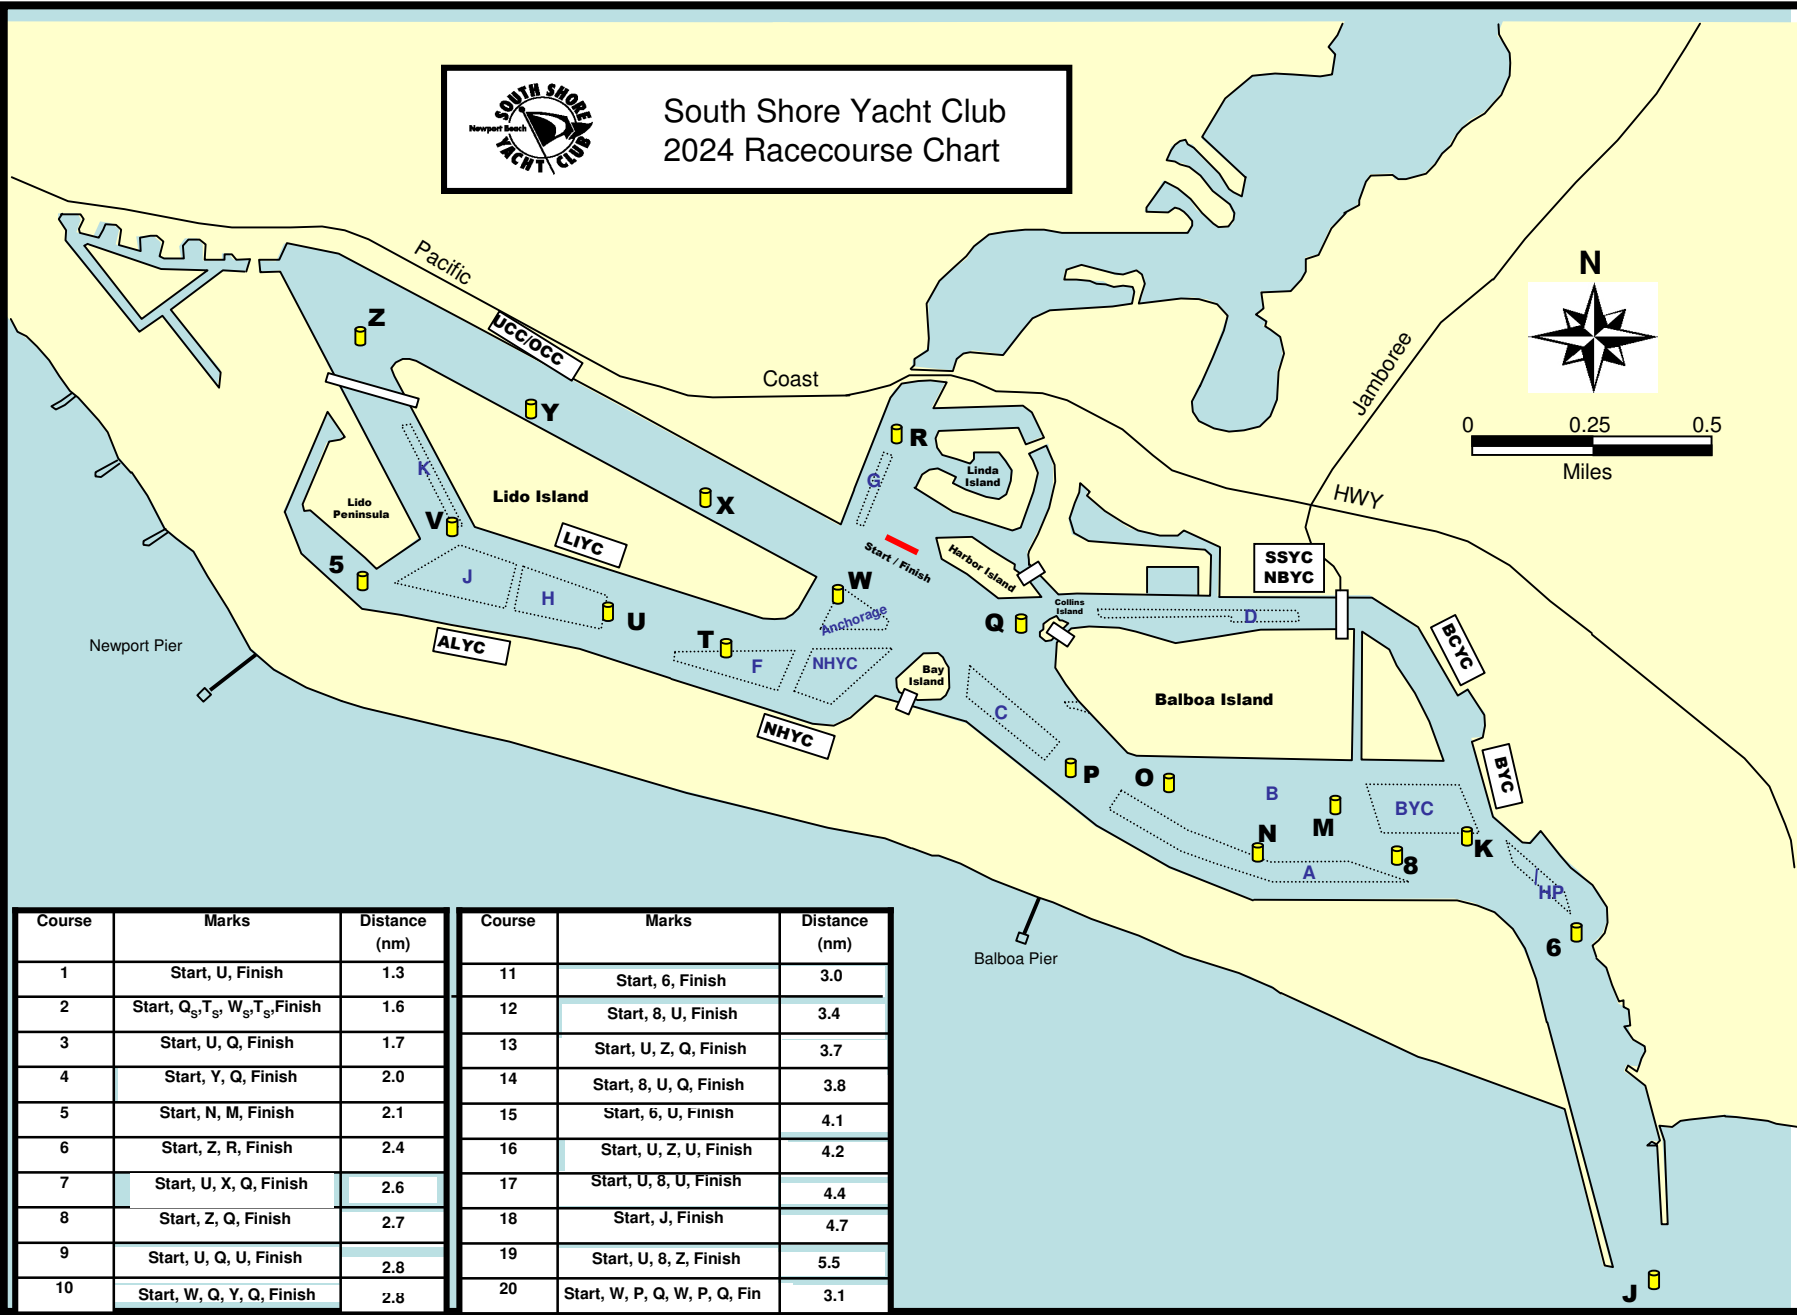 SOUTH SHORE
Newport Beach
YACHT CLUB
South Shore Yacht Club
2024 Racecourse Chart
N
Pacific
Z
UCC/OCC
Jamboree
Coast
0 0.25 0.5
Miles
Y
R
K
G
Linda
Island
Lido Island
X
Lido
Peninsula
HWY
V
LIYC
Start / Finish
Harbor Island
SSYC
NBYC
5
J
H
W
Collins
Island
U
Anchorage
Q
D
BCYC
Newport Pier
ALYC
T
F
NHYC
Bay
Island
Balboa Island
C
NHYC
P
O
B
BYC
BYC
M
N
K
8
A
HP
6
Balboa Pier
J
Course Marks Distance
(nm)
1 Start, U, Finish 1.3
2 Start, QS,TS, WS,TS,Finish 1.6
3 Start, U, Q, Finish 1.7
4 Start, Y, Q, Finish 2.0
5 Start, N, M, Finish 2.1
6 Start, Z, R, Finish 2.4
7 Start, U, X, Q, Finish 2.6
8 Start, Z, Q, Finish 2.7
9 Start, U, Q, U, Finish 2.8
10 Start, W, Q, Y, Q, Finish 2.8
Course Marks Distance
(nm)
11 Start, 6, Finish 3.0
12 Start, 8, U, Finish 3.4
13 Start, U, Z, Q, Finish 3.7
14 Start, 8, U, Q, Finish 3.8
15 Start, 6, U, Finish 4.1
16 Start, U, Z, U, Finish 4.2
17 Start, U, 8, U, Finish 4.4
18 Start, J, Finish 4.7
19 Start, U, 8, Z, Finish 5.5
20 Start, W, P, Q, W, P, Q, Fin 3.1